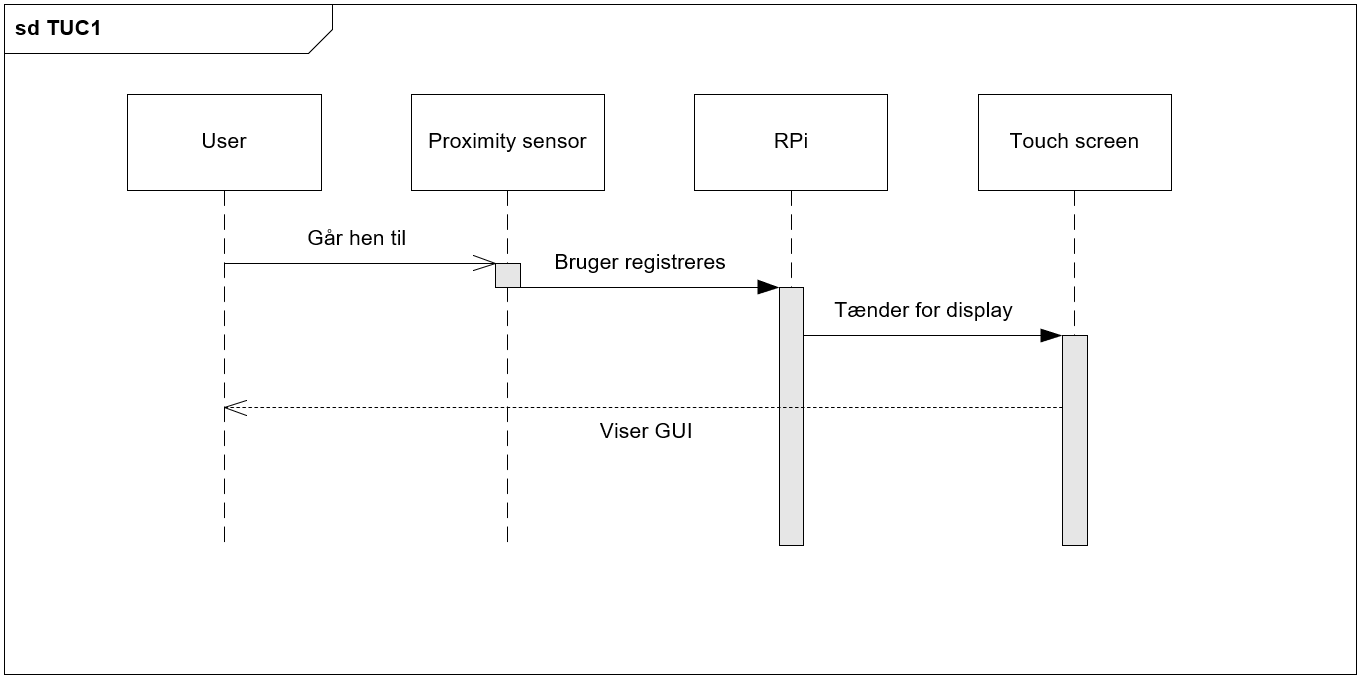 sd TUC1
User
Proximity sensor
RPi
Touch screen
Går hen til
Bruger registreres
Tænder for display
Viser GUI